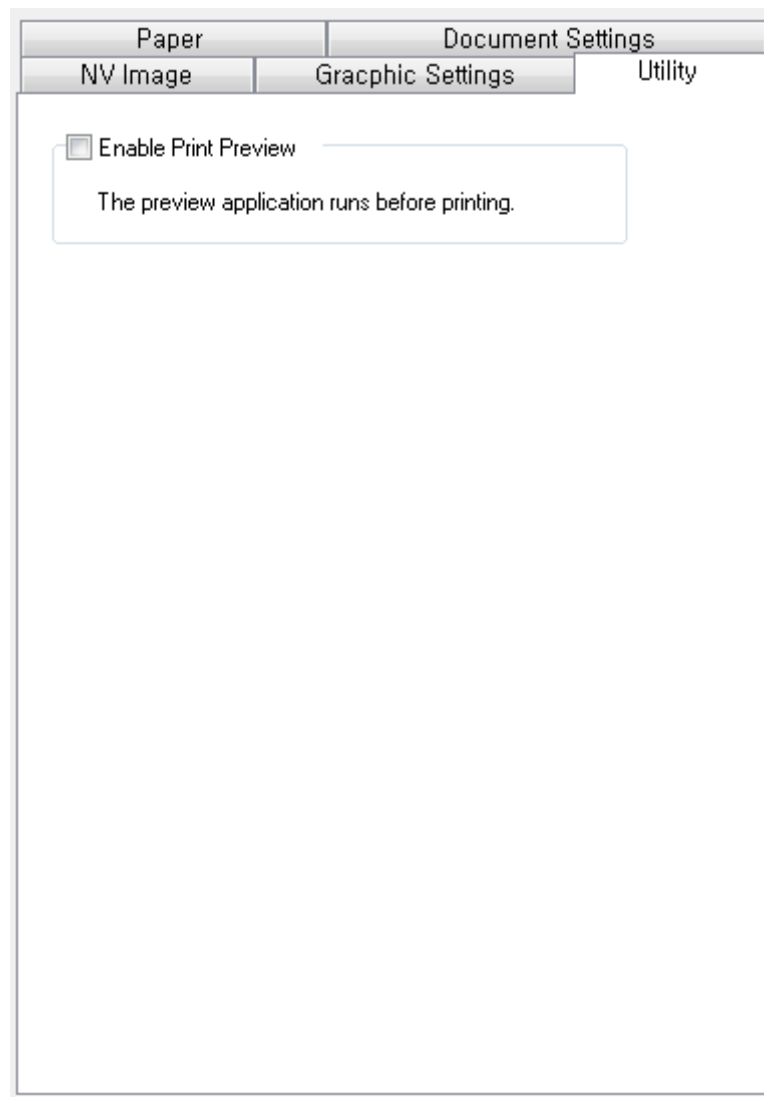 Paper Document Settings
NV Image Gracphic Settings Utility
Enable Print Preview
The preview application runs before printing.